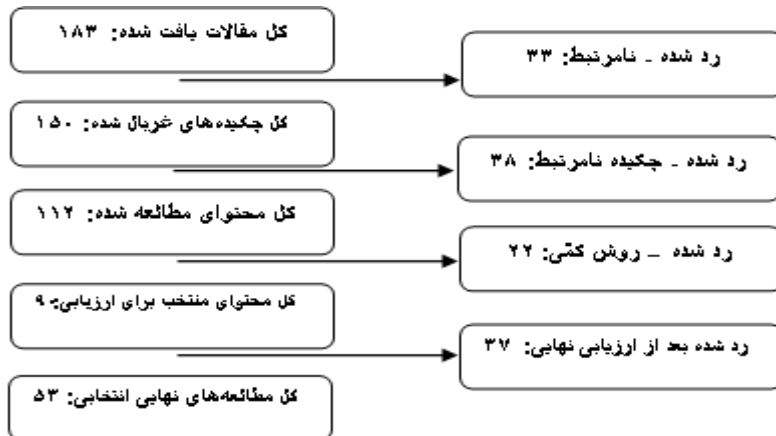 کل مقالات یافت شده: ۱۸۳
رد شده - نامرتبط: ۳۳
کل چکیده‌های غربال شده: ۱۵۰
رد شده - چکیده نامرتبط: ۳۸
کل محتوای مطالعه شده: ۱۱۲
رد شده – روش کمّی: ۲۲
کل محتوای منتخب برای ارزیابی: ۹۰
رد شده بعد از ارزیابی نهایی: ۳۷
کل مطالعه‌های نهایی انتخابی: ۵۳